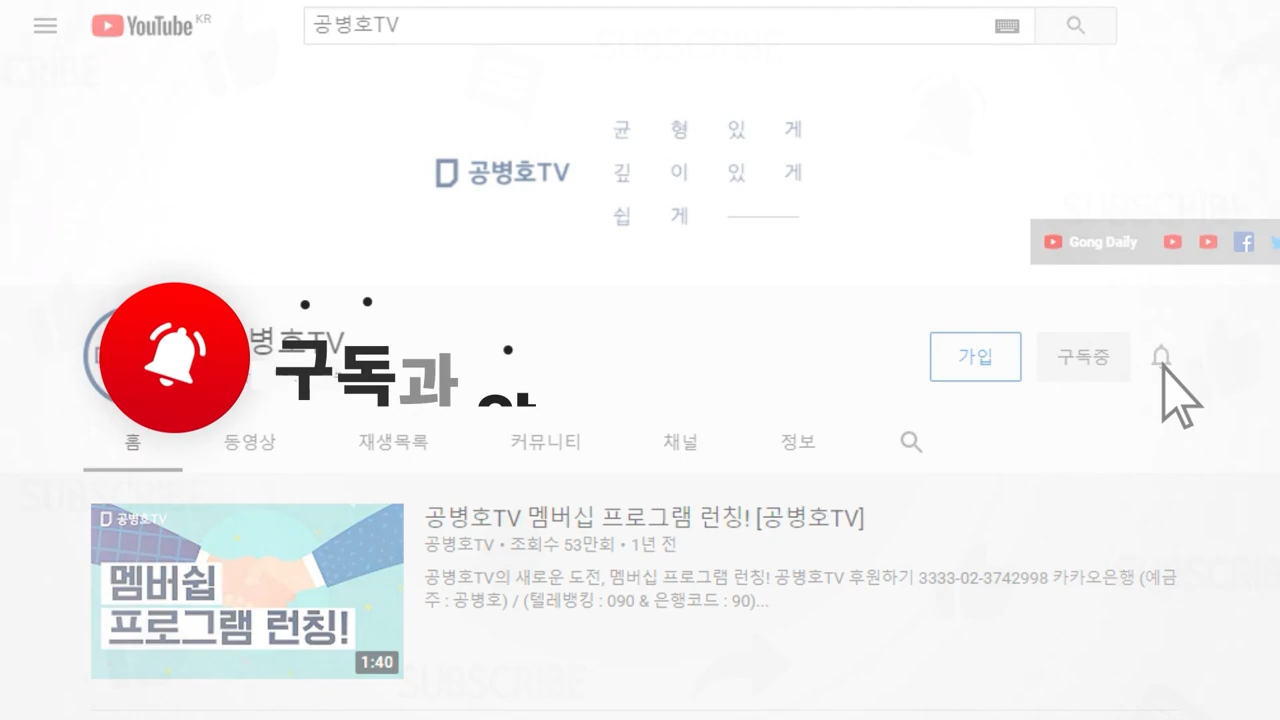 YouTube KR
공병호TV
SUBSCRIBE
균형있게
공병호TV
깊이있게
쉽게
SUBSCRIBE
Gong Daily
병호TV
구독과
가입
구독중
홈
동영상
재생목록
커뮤니티
채널
정보
SUBSCRIBE
공병호TV
멤버쉽
프로그램 런칭!
1:40
공병호TV 멤버십 프로그램 런칭! [공병호TV]
공병호TV • 조회수 53만회 • 1년 전
공병호TV의 새로운 도전, 멤버십 프로그램 런칭! 공병호TV 후원하기 3333-02-3742998 카카오은행 (예금
주 : 공병호) / (텔레뱅킹 : 090 & 은행코드 : 90)...
SUBSCRIBE